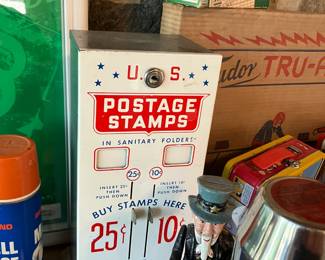 U. S.
POSTAGE
STAMPS
IN SANITARY FOLDERS
25¢ 10¢
INSERT 25¢ THEN PUSH DOWN
INSERT 10¢ THEN PUSH DOWN
BUY STAMPS HERE
25¢ 10¢
Tudor TRU-A